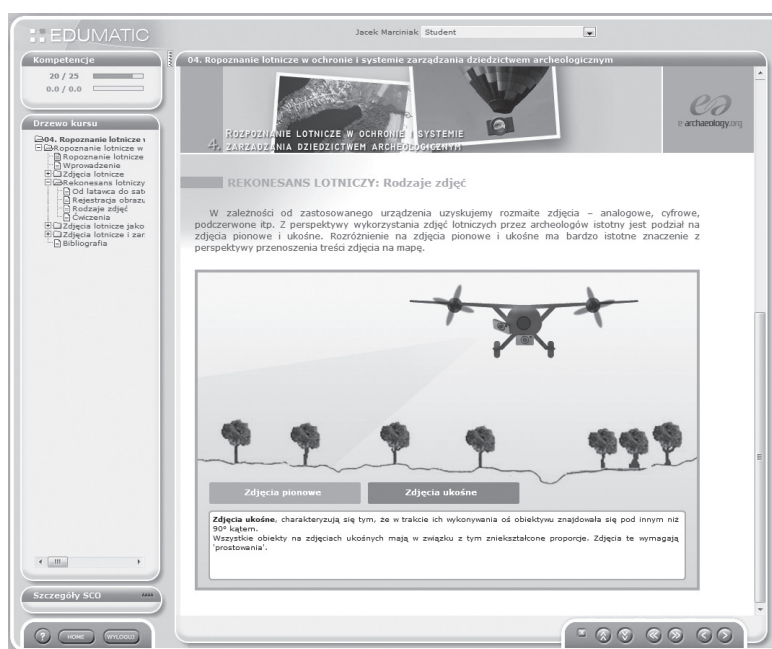 EDUMATIC
Jacek Marciniak Student
Kompetencje
20 / 25
0.0 / 0.0
Drzewo kursu
04. Ropoznanie lotnicze w
Ropoznanie lotnicze w
Ropoznanie lotnicze
Wprowadzenie
Zdjęcia lotnicze
Rekonesans lotniczy
Od latawca do sat
Rejestracja obrazu
Rodzaje zdjęć
Ćwiczenia
Zdjęcia lotnicze jako
Zdjęcia lotnicze i zar
Bibliografia
Szczegóły SCO
? HOME WYLOGUJ
04. Ropoznanie lotnicze w ochronie i systemie zarządzania dziedzictwem archeologicznym
4. ROZPOZNANIE LOTNICZE W OCHRONIE I SYSTEMIE
ZARZĄDZANIA DZIEDZICTWEM ARCHEOLOGICZNYM
e-archaeology.org
REKONESANS LOTNICZY: Rodzaje zdjęć
W zależności od zastosowanego urządzenia uzyskujemy rozmaite zdjęcia – analogowe, cyfrowe,
podczerwone itp. Z perspektywy wykorzystania zdjęć lotniczych przez archeologów istotny jest podział na
zdjęcia pionowe i ukośne. Rozróżnienie na zdjęcia pionowe i ukośne ma bardzo istotne znaczenie z
perspektywy przenoszenia treści zdjęcia na mapę.
Zdjęcia pionowe
Zdjęcia ukośne
Zdjęcia ukośne, charakteryzują się tym, że w trakcie ich wykonywania oś obiektywu znajdowała się pod innym niż
90° kątem.
Wszystkie obiekty na zdjęciach ukośnych mają w związku z tym zniekształcone proporcje. Zdjęcia te wymagają
'prostowania'.